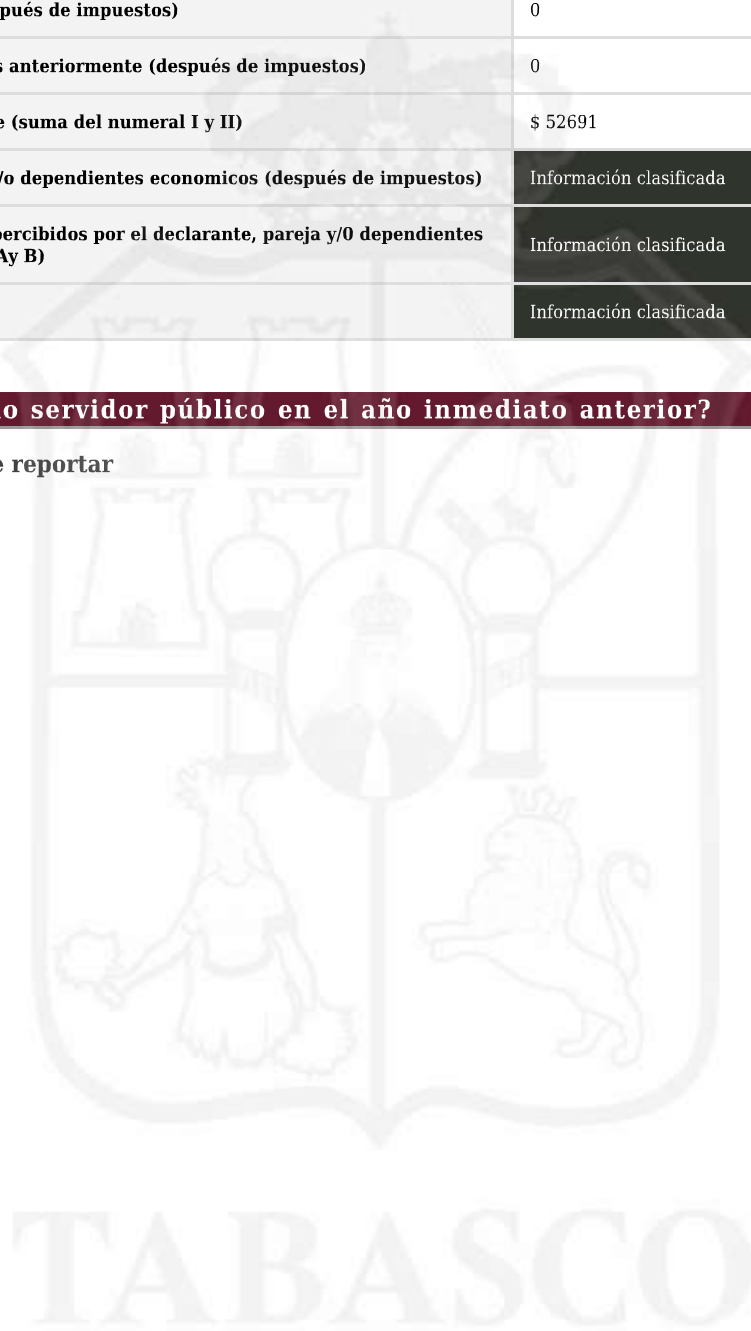 pués de impuestos) 0
s anteriormente (después de impuestos) 0
e (suma del numeral I y II) $ 52691
/o dependientes economicos (después de impuestos) Información clasificada
percibidos por el declarante, pareja y/0 dependientes Información clasificada
Ay B)
Información clasificada
o servidor público en el año inmediato anterior?
e reportar
TABASCO